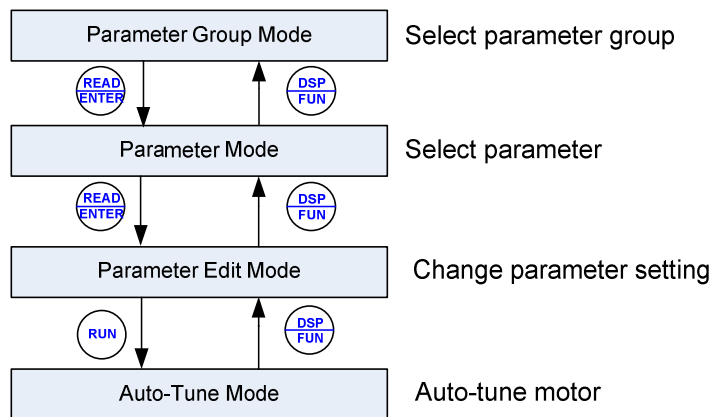 Parameter Group Mode
Select parameter group
READ
ENTER
DSP
FUN
Parameter Mode
Select parameter
READ
ENTER
DSP
FUN
Parameter Edit Mode
Change parameter setting
RUN
DSP
FUN
Auto-Tune Mode
Auto-tune motor